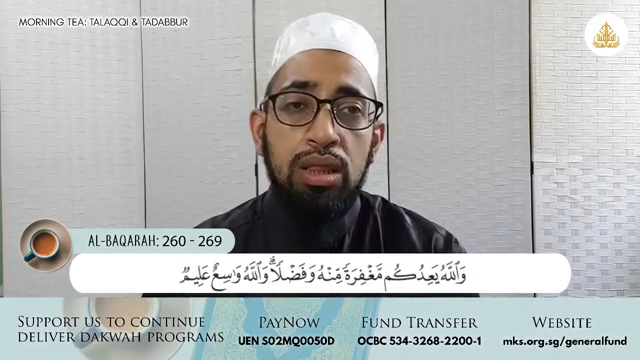 MORNING TEA: TALAQQI & TADABBUR
AL-BAQARAH: 260 - 269
وَٱللَّهُ يَعِدُكُم مَّغْفِرَةً مِّنْهُ وَفَضْلًا ۗ وَٱللَّهُ وَٰسِعٌ عَلِيمٌ
SUPPORT US TO CONTINUE
DELIVER DAKWAH PROGRAMS
PAYNOW
UEN S02MQ0050D
FUND TRANSFER
OCBC 534-3268-2200-1
WEBSITE
mks.org.sg/generalfund